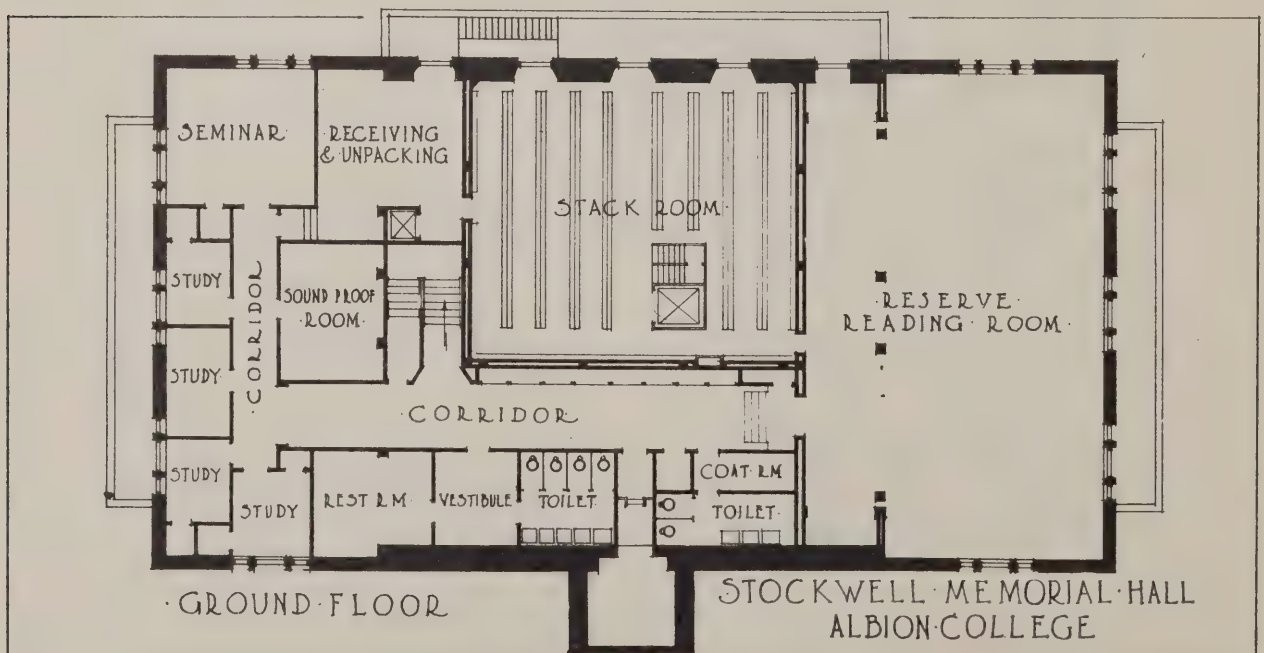 SEMINAR
RECEIVING
& UNPACKING
STACK ROOM
STUDY
CORRIDOR
SOUND PROOF
ROOM
RESERVE
READING ROOM
STUDY
CORRIDOR
STUDY
STUDY
REST RM
VESTIBULE
TOILET
COAT RM
TOILET
·GROUND·FLOOR
STOCKWELL·MEMORIAL·HALL
ALBION·COLLEGE